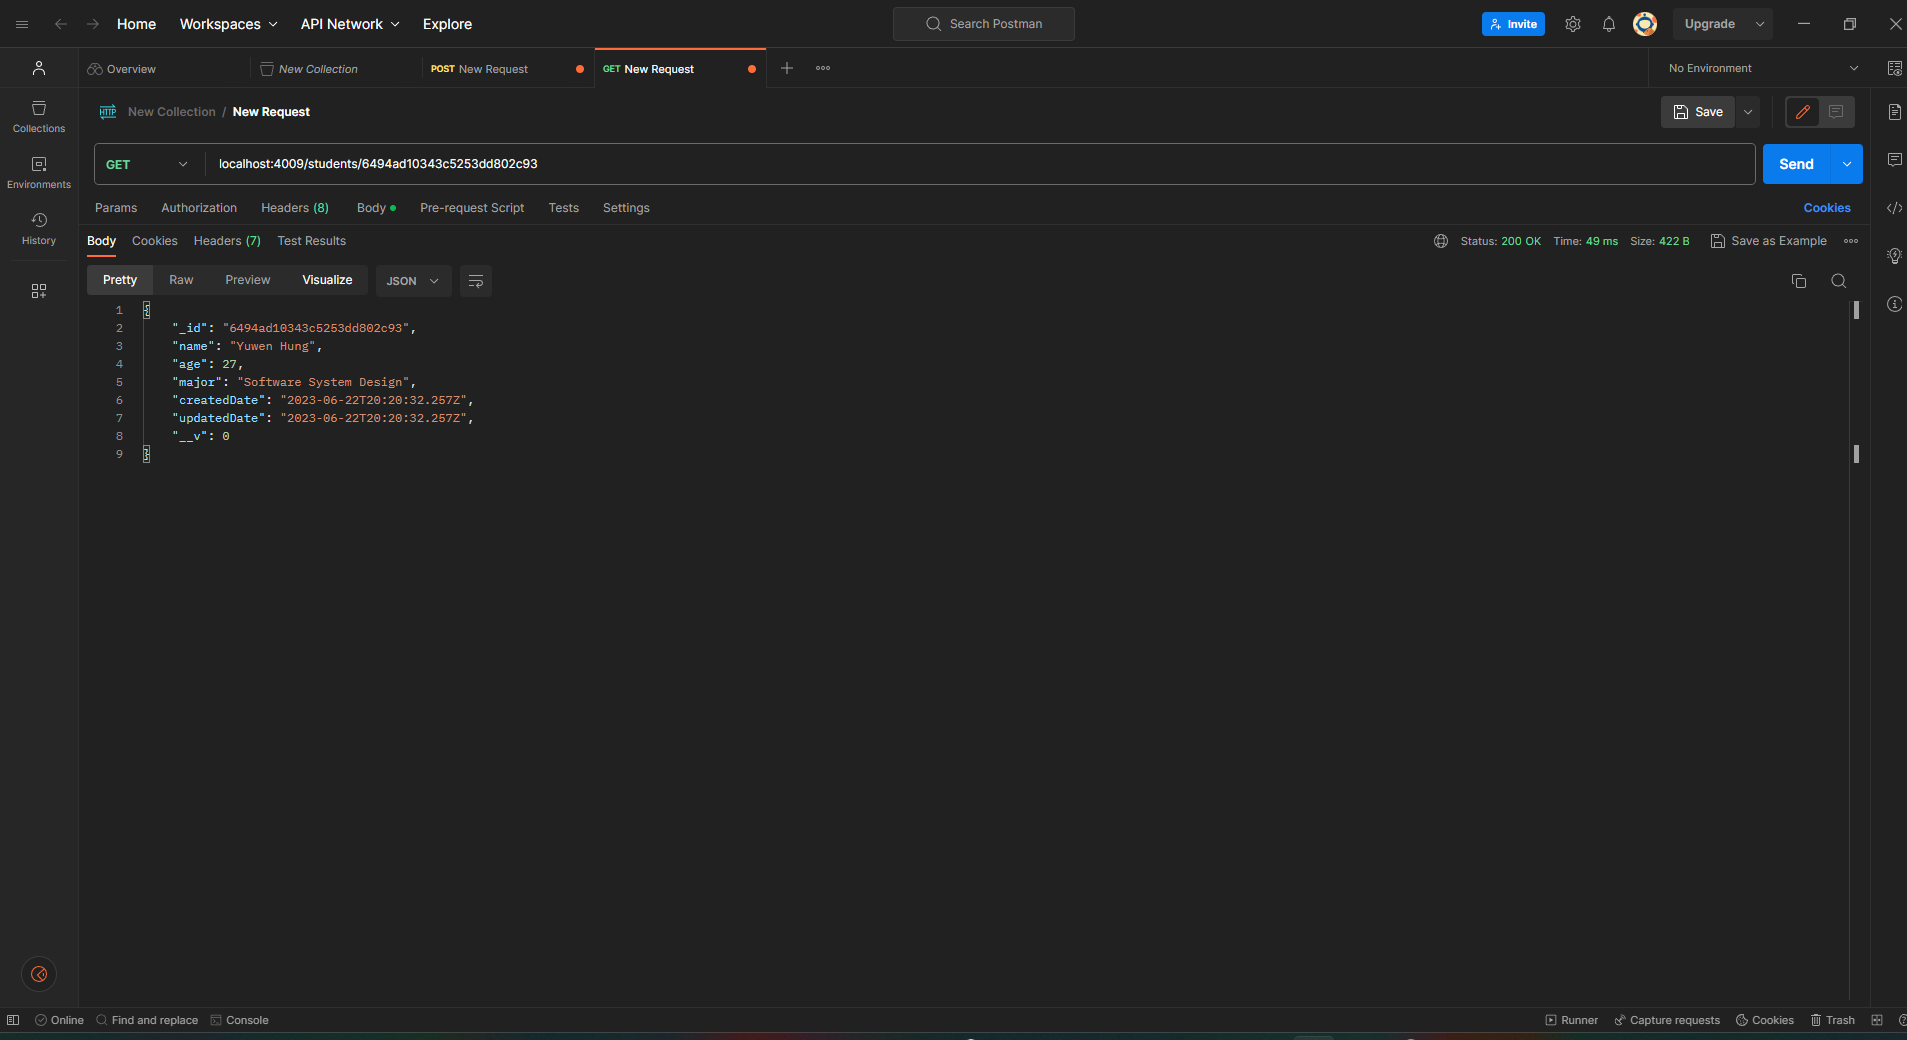 Home Workspaces API Network Explore Search Postman Invite Upgrade
Overview New Collection POST New Request GET New Request No Environment
HTTP New Collection / New Request Save
Collections
GET localhost:4009/students/6494ad10343c5253dd802c93 Send
Environments
Params Authorization Headers (8) Body Pre-request Script Tests Settings Cookies
History
Body Cookies Headers (7) Test Results Status: 200 OK Time: 49 ms Size: 422 B Save as Example
Pretty Raw Preview Visualize JSON
1 {
2 "_id": "6494ad10343c5253dd802c93",
3 "name": "Yuwen Hung",
4 "age": 27,
5 "major": "Software System Design",
6 "createdDate": "2023-06-22T20:20:32.257Z",
7 "updatedDate": "2023-06-22T20:20:32.257Z",
8 "__v": 0
9 }
Online Find and replace Console Runner Capture requests Cookies Trash